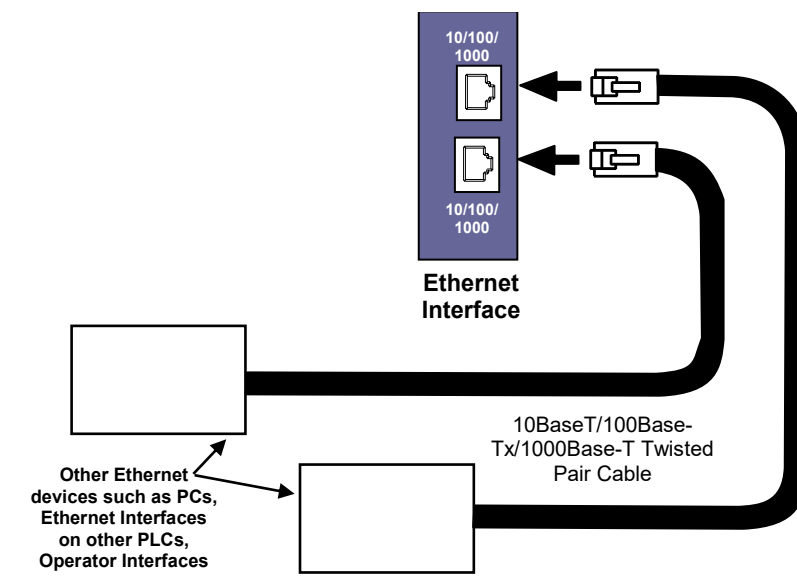 10/100/
1000
10/100/
1000
Ethernet
Interface
10BaseT/100Base-
Tx/1000Base-T Twisted
Pair Cable
Other Ethernet
devices such as PCs,
Ethernet Interfaces
on other PLCs,
Operator Interfaces